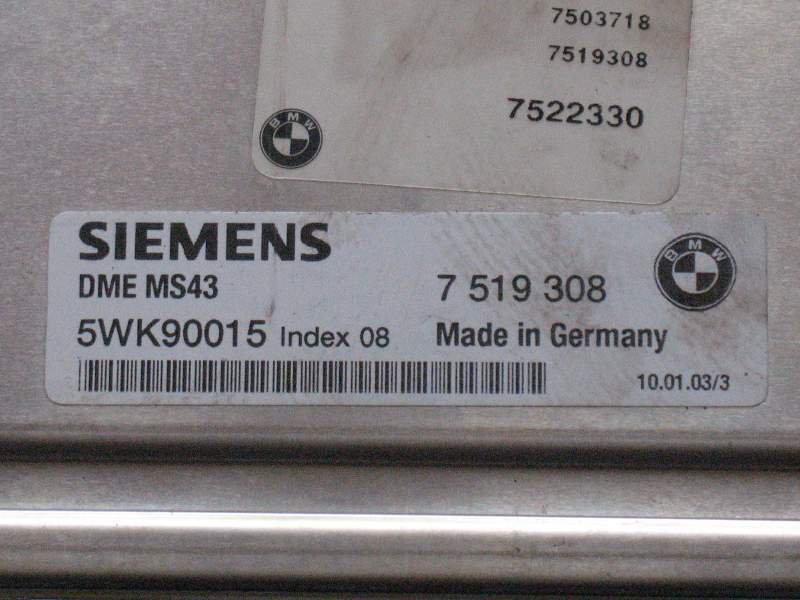 7503718
7519308
7522330
BMW
SIEMENS
BMW
DME MS43 7 519 308
5WK90015 Index 08 Made in Germany
10.01.03/3